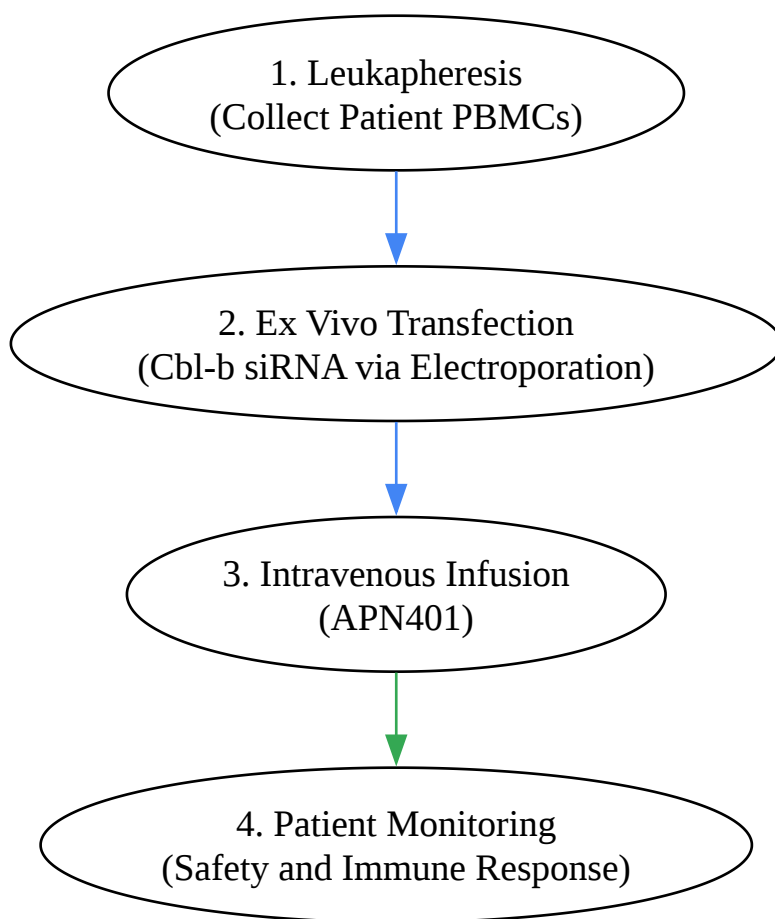 1. Leukapheresis
(Collect Patient PBMCs)
2. Ex Vivo Transfection
(Cbl-b siRNA via Electroporation)
3. Intravenous Infusion
(APN401)
4. Patient Monitoring
(Safety and Immune Response)